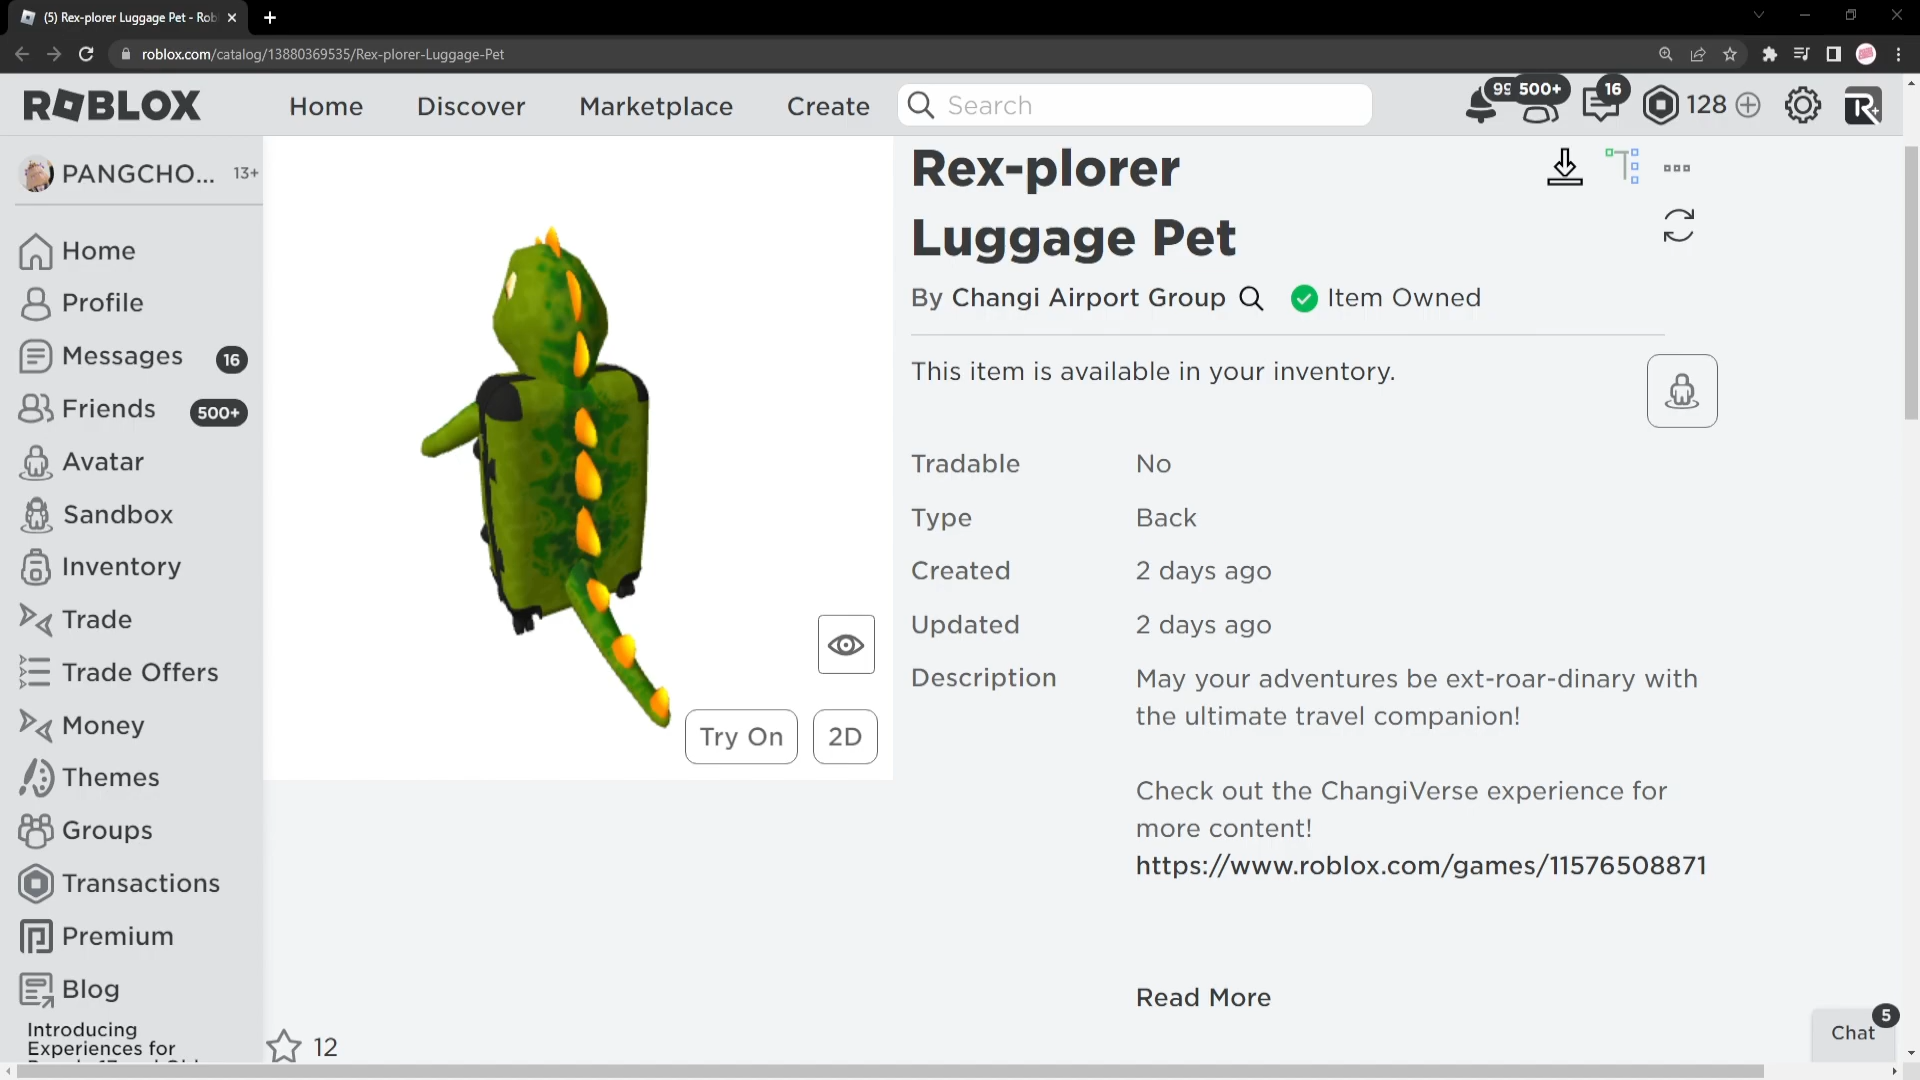 (5) Rex-plorer Luggage Pet - Rob
roblox.com/catalog/13880369535/Rex-plorer-Luggage-Pet
ROBLOX
Home
Discover
Marketplace
Create
Search
99
500+
16
128
PANGCHO...
13+
Home
Profile
Messages
16
Friends
500+
Avatar
Sandbox
Inventory
Trade
Trade Offers
Money
Themes
Groups
Transactions
Premium
Blog
Introducing
Experiences for
Try On
2D
12
Rex-plorer
Luggage Pet
By Changi Airport Group
Item Owned
This item is available in your inventory.
Tradable
No
Type
Back
Created
2 days ago
Updated
2 days ago
Description
May your adventures be ext-roar-dinary with
the ultimate travel companion!
Check out the ChangiVerse experience for
more content!
https://www.roblox.com/games/11576508871
Read More
Chat
5